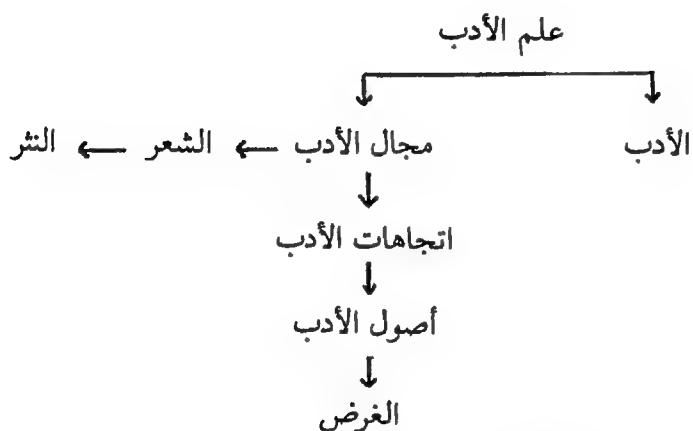 علم الأدب
الأدب مجال الأدب الشعر النثر
اتجاهات الأدب
أصول الأدب
الغرض